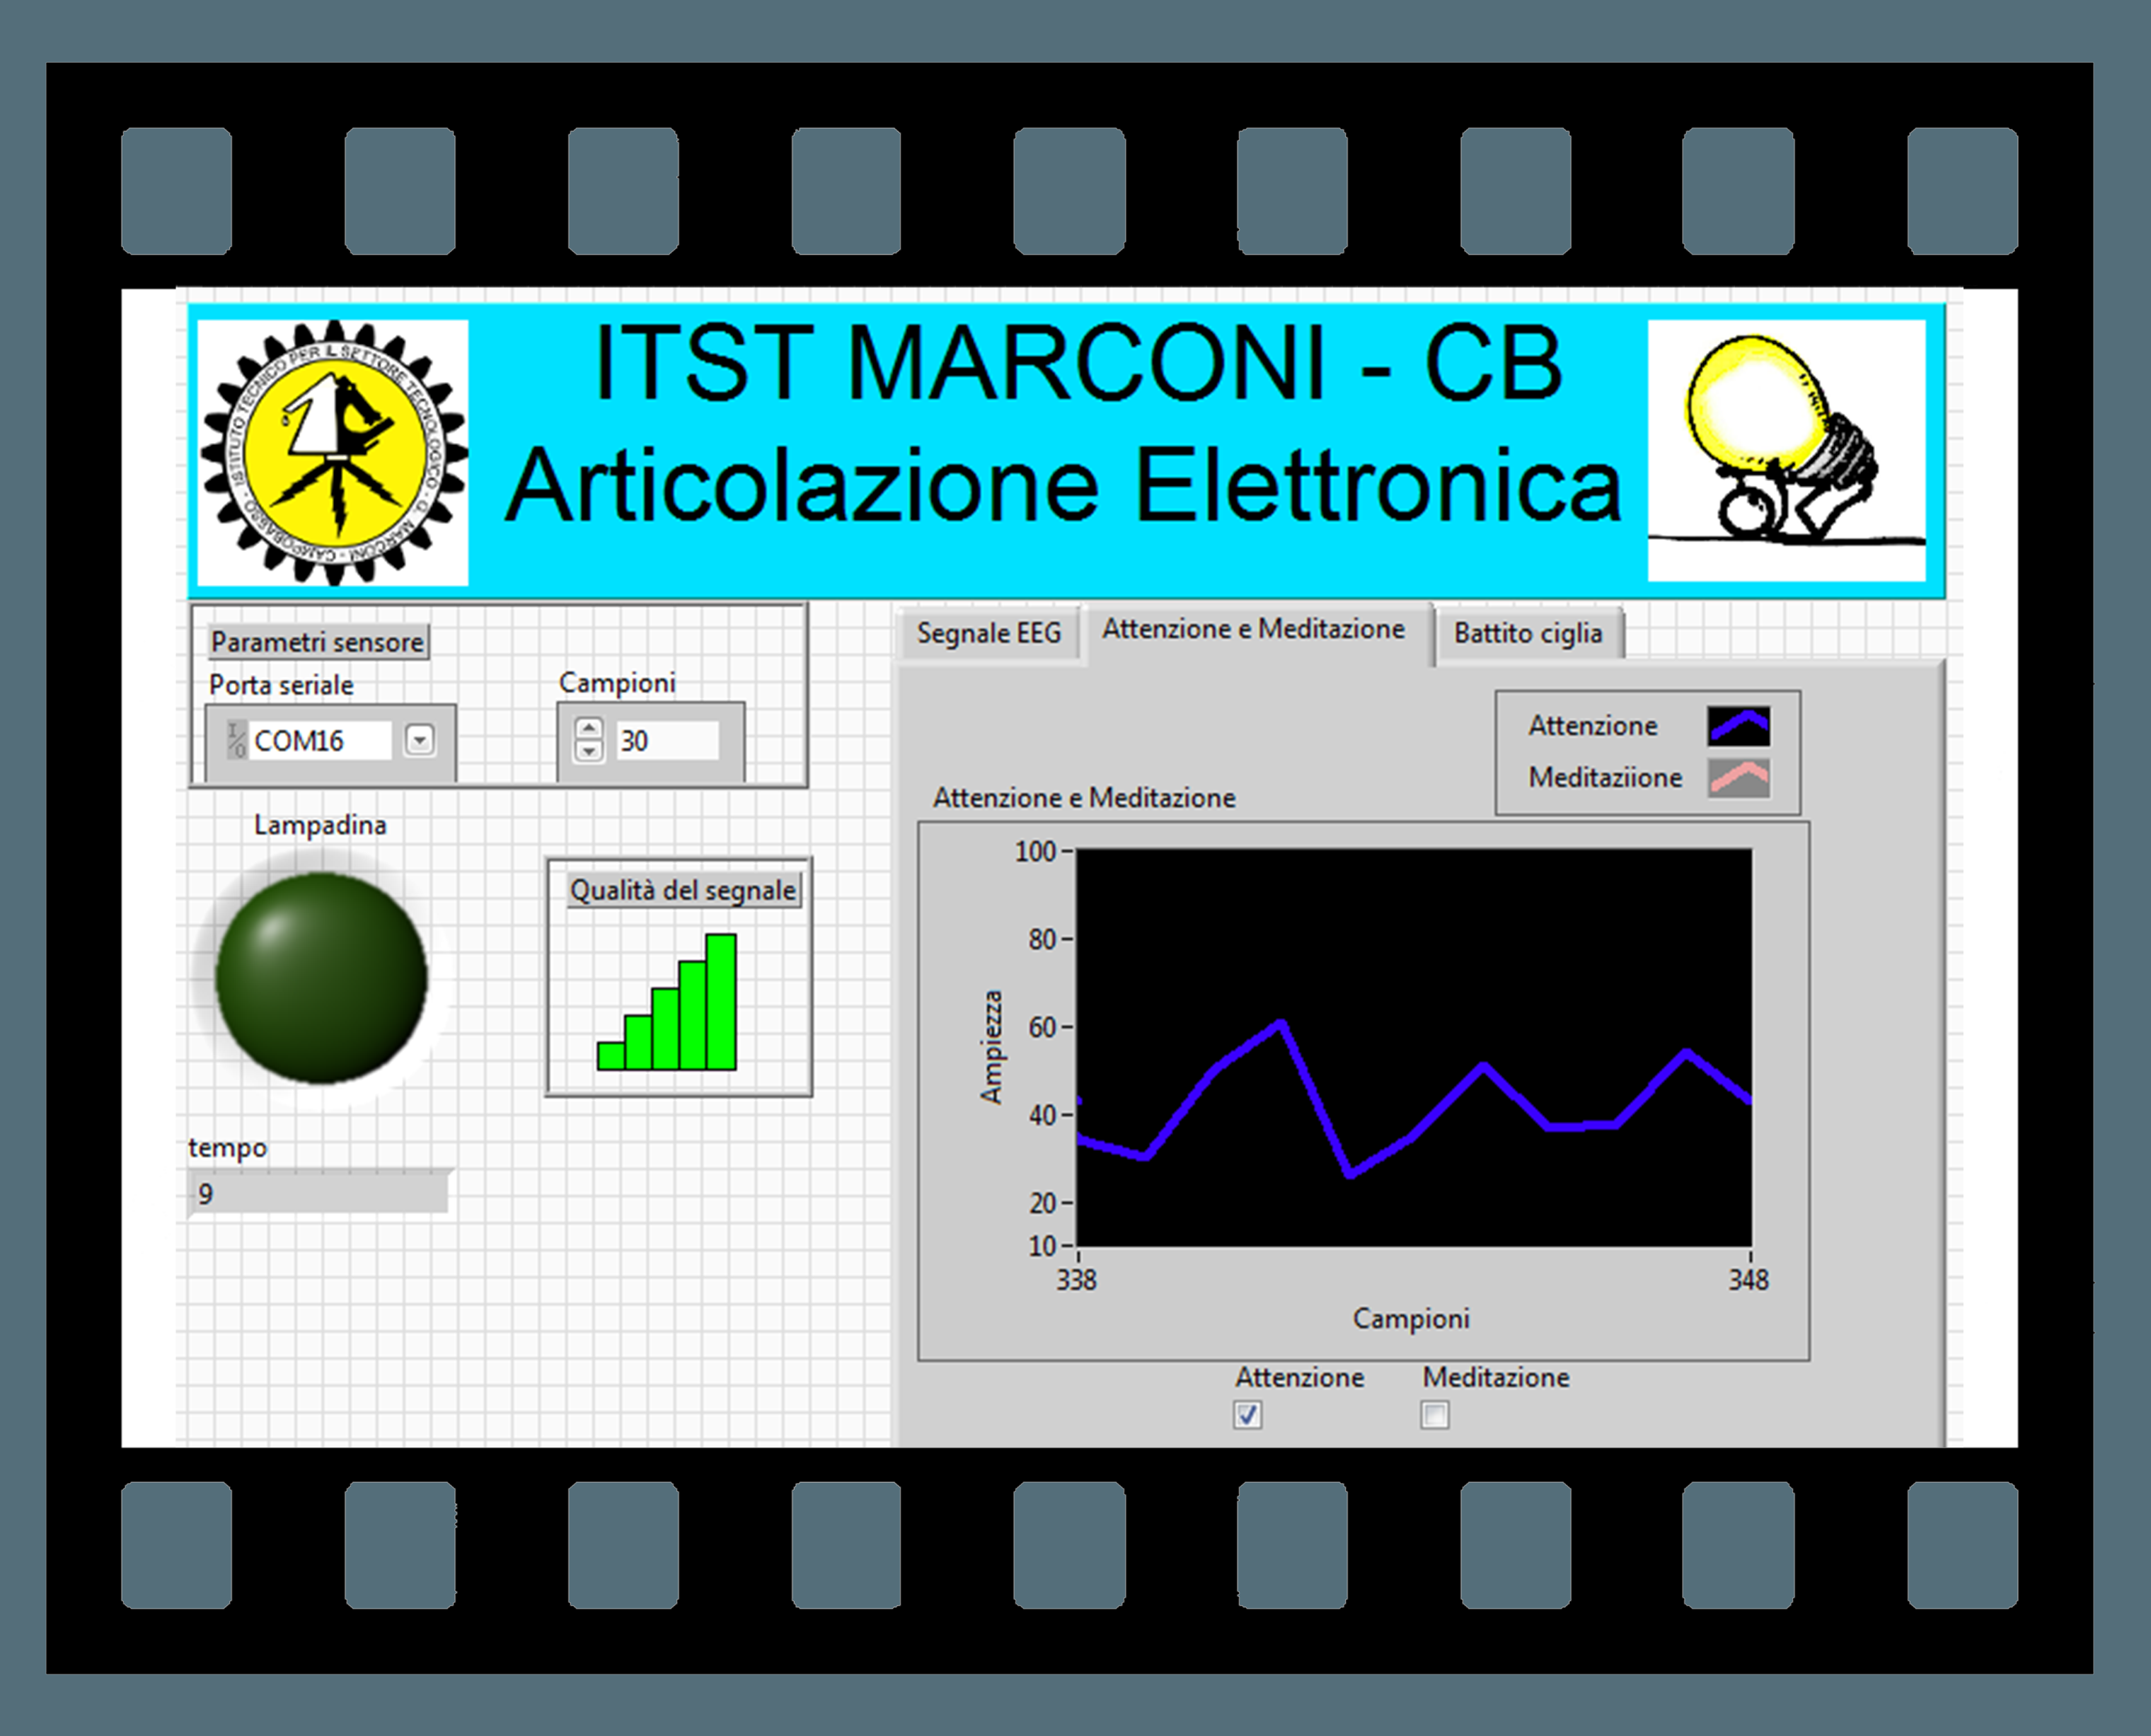 ITST MARCONI - CB
Articolazione Elettronica
ISTITUTO TECNICO PER IL SETTORE TECNOLOGICO - G. MARCONI - CAMPOBASSO -
Parametri sensore
Porta seriale
Campioni
I/O
COM16
30
Lampadina
Qualità del segnale
tempo
9
Segnale EEG
Attenzione e Meditazione
Battito ciglia
Attenzione
Meditaziione
Attenzione e Meditazione
Ampiezza
100
80
60
40
20
10
338
348
Campioni
Attenzione
Meditazione